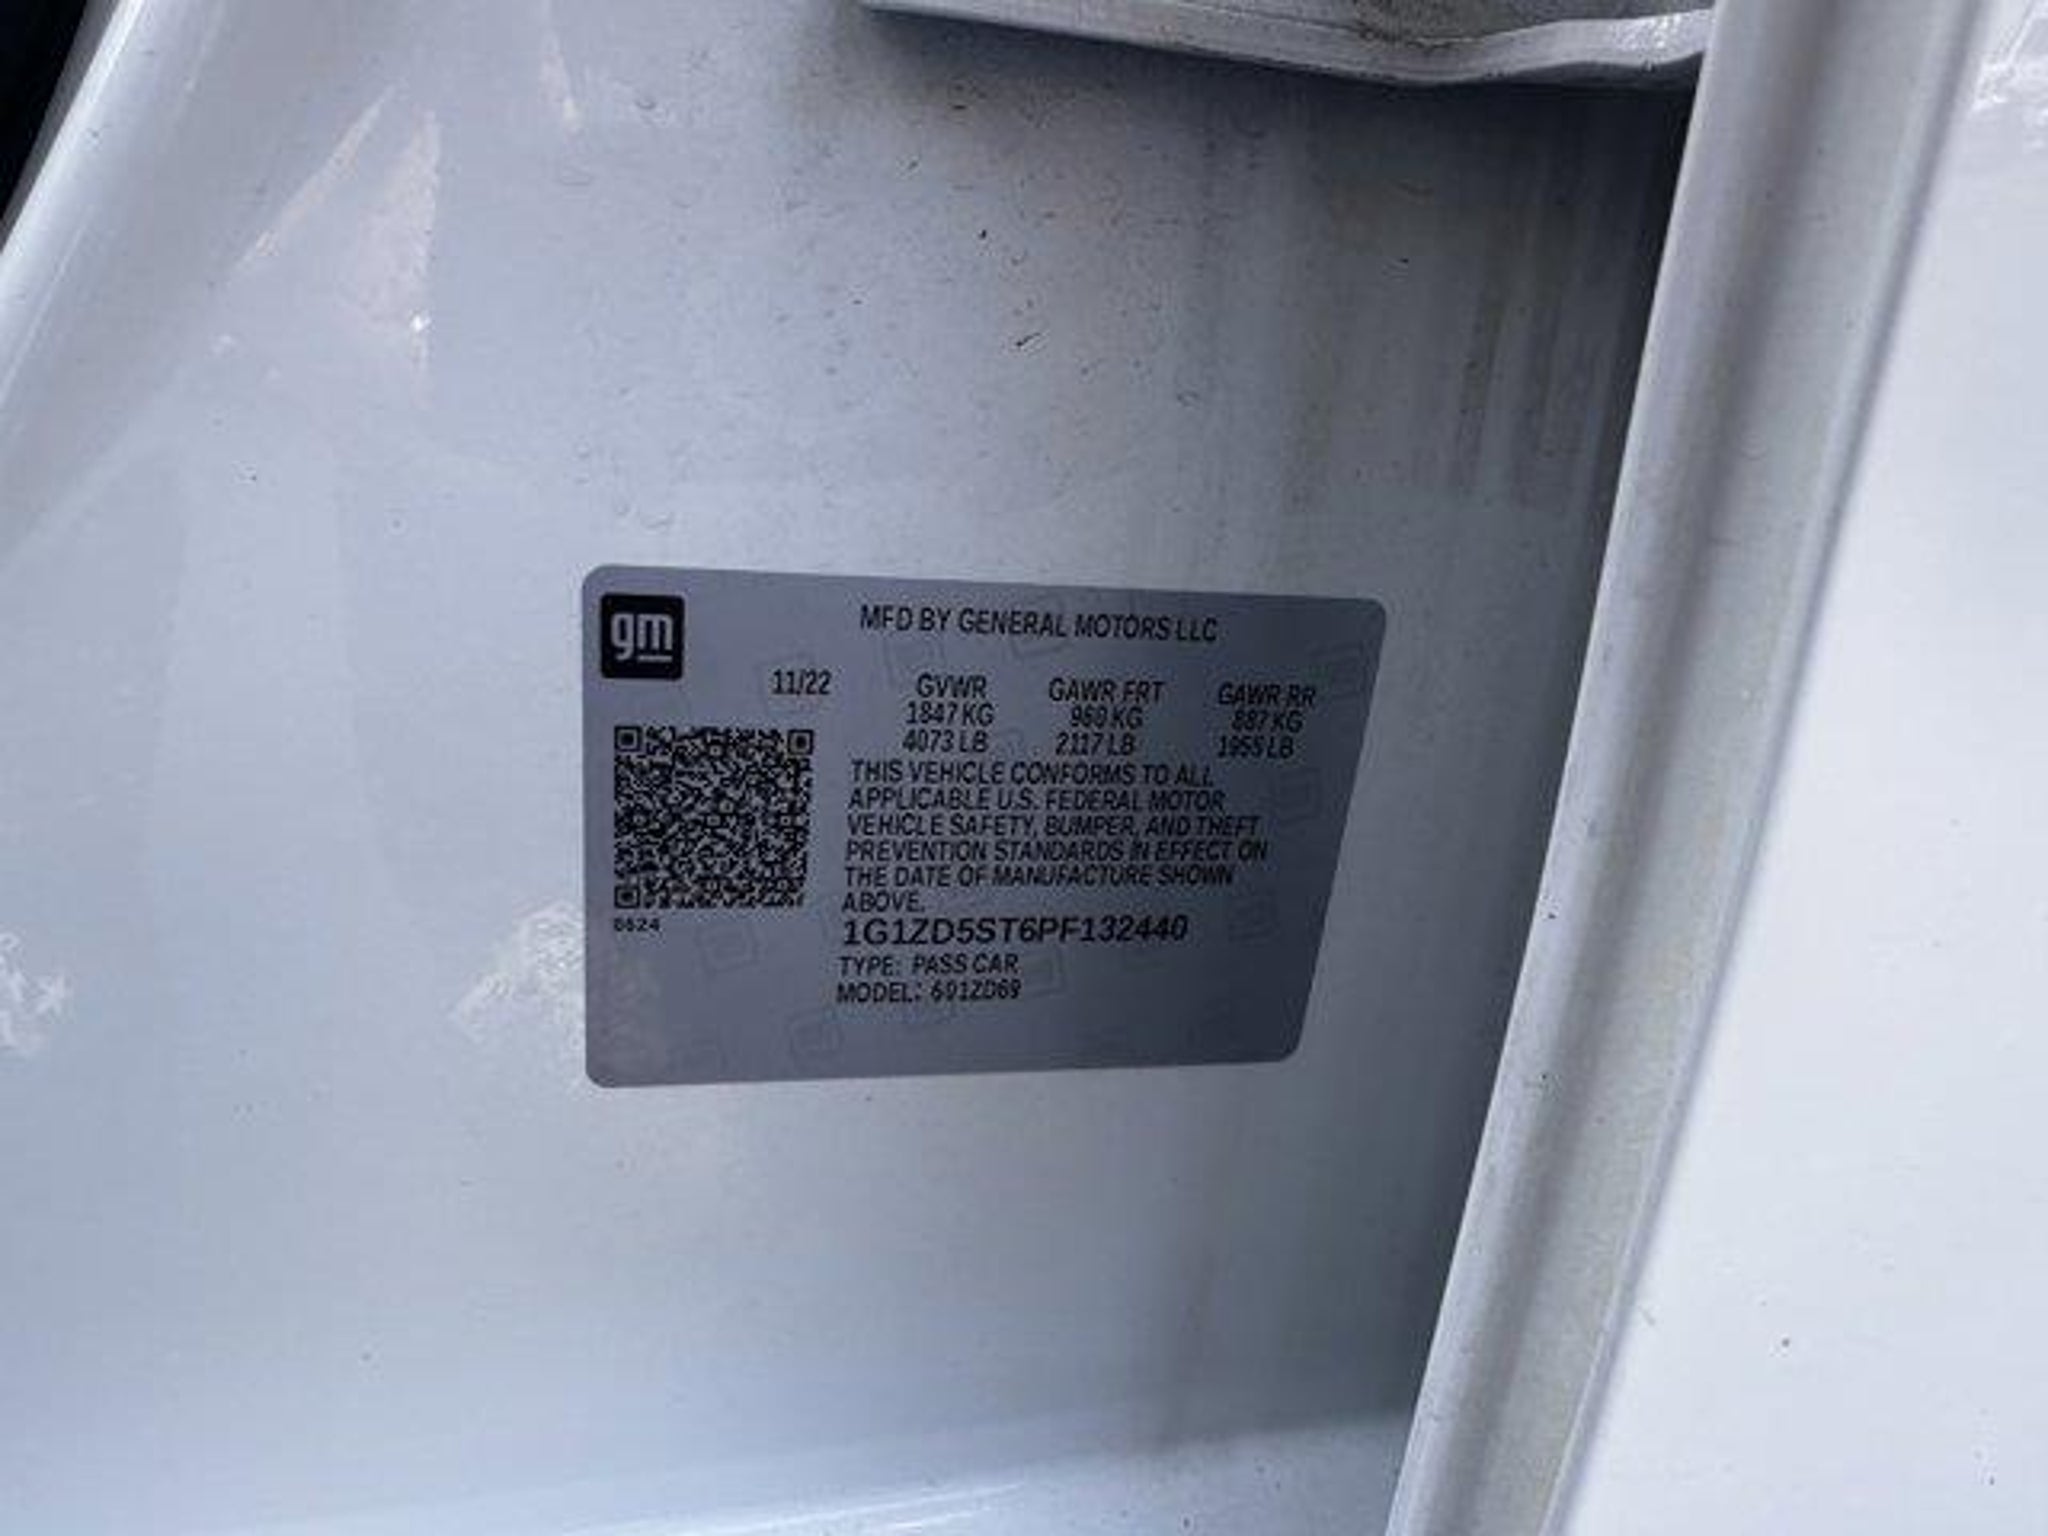 gm
MFD BY GENERAL MOTORS LLC
11/22 GVWR GAWR FRT GAWR RR
1847 KG 960 KG 887 KG
4073 LB 2117 LB 1955 LB
THIS VEHICLE CONFORMS TO ALL
APPLICABLE U.S. FEDERAL MOTOR
VEHICLE SAFETY, BUMPER, AND THEFT
PREVENTION STANDARDS IN EFFECT ON
THE DATE OF MANUFACTURE SHOWN
ABOVE.
1G1ZD5ST6PF132440
TYPE: PASS CAR
MODEL: